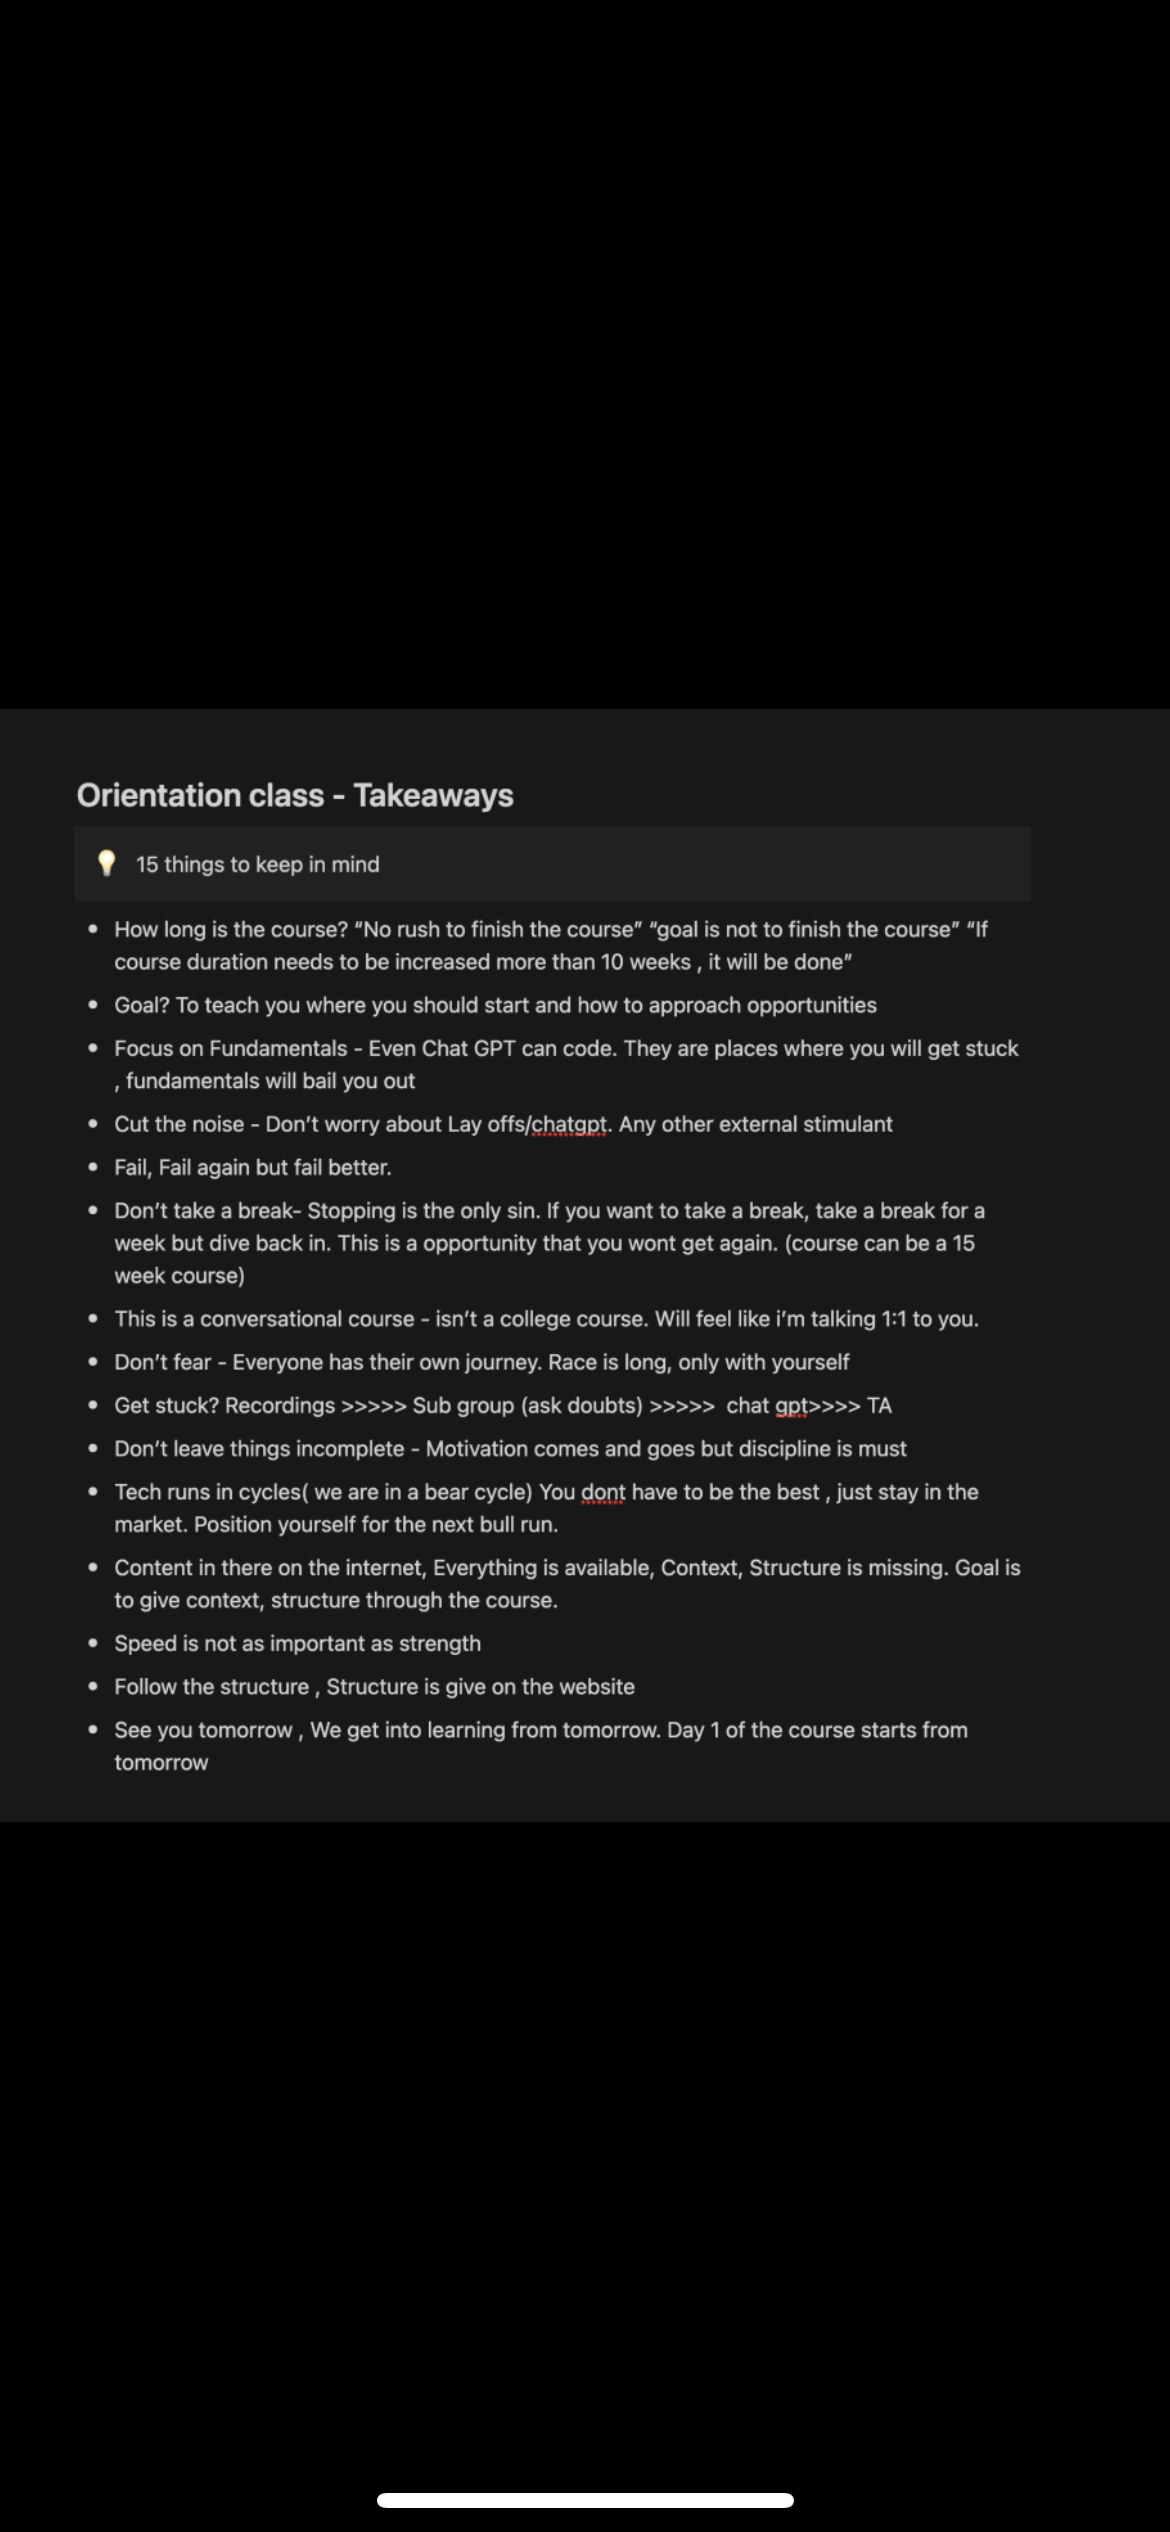 Orientation class - Takeaways
15 things to keep in mind
How long is the course? “No rush to finish the course” “goal is not to finish the course” “If
course duration needs to be increased more than 10 weeks , it will be done”
Goal? To teach you where you should start and how to approach opportunities
Focus on Fundamentals - Even Chat GPT can code. They are places where you will get stuck
, fundamentals will bail you out
Cut the noise - Don’t worry about Lay offs/chatgpt. Any other external stimulant
Fail, Fail again but fail better.
Don’t take a break- Stopping is the only sin. If you want to take a break, take a break for a
week but dive back in. This is a opportunity that you wont get again. (course can be a 15
week course)
This is a conversational course - isn’t a college course. Will feel like i’m talking 1:1 to you.
Don’t fear - Everyone has their own journey. Race is long, only with yourself
Get stuck? Recordings >>>>> Sub group (ask doubts) >>>>>  chat gpt>>>> TA
Don’t leave things incomplete - Motivation comes and goes but discipline is must
Tech runs in cycles( we are in a bear cycle) You dont have to be the best , just stay in the
market. Position yourself for the next bull run.
Content in there on the internet, Everything is available, Context, Structure is missing. Goal is
to give context, structure through the course.
Speed is not as important as strength
Follow the structure , Structure is give on the website
See you tomorrow , We get into learning from tomorrow. Day 1 of the course starts from
tomorrow